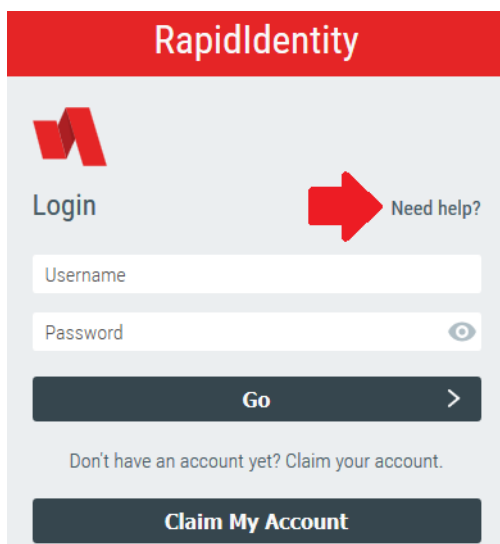 RapidIdentity
Login
Need help?
Username
Password
Go
Don't have an account yet? Claim your account.
Claim My Account